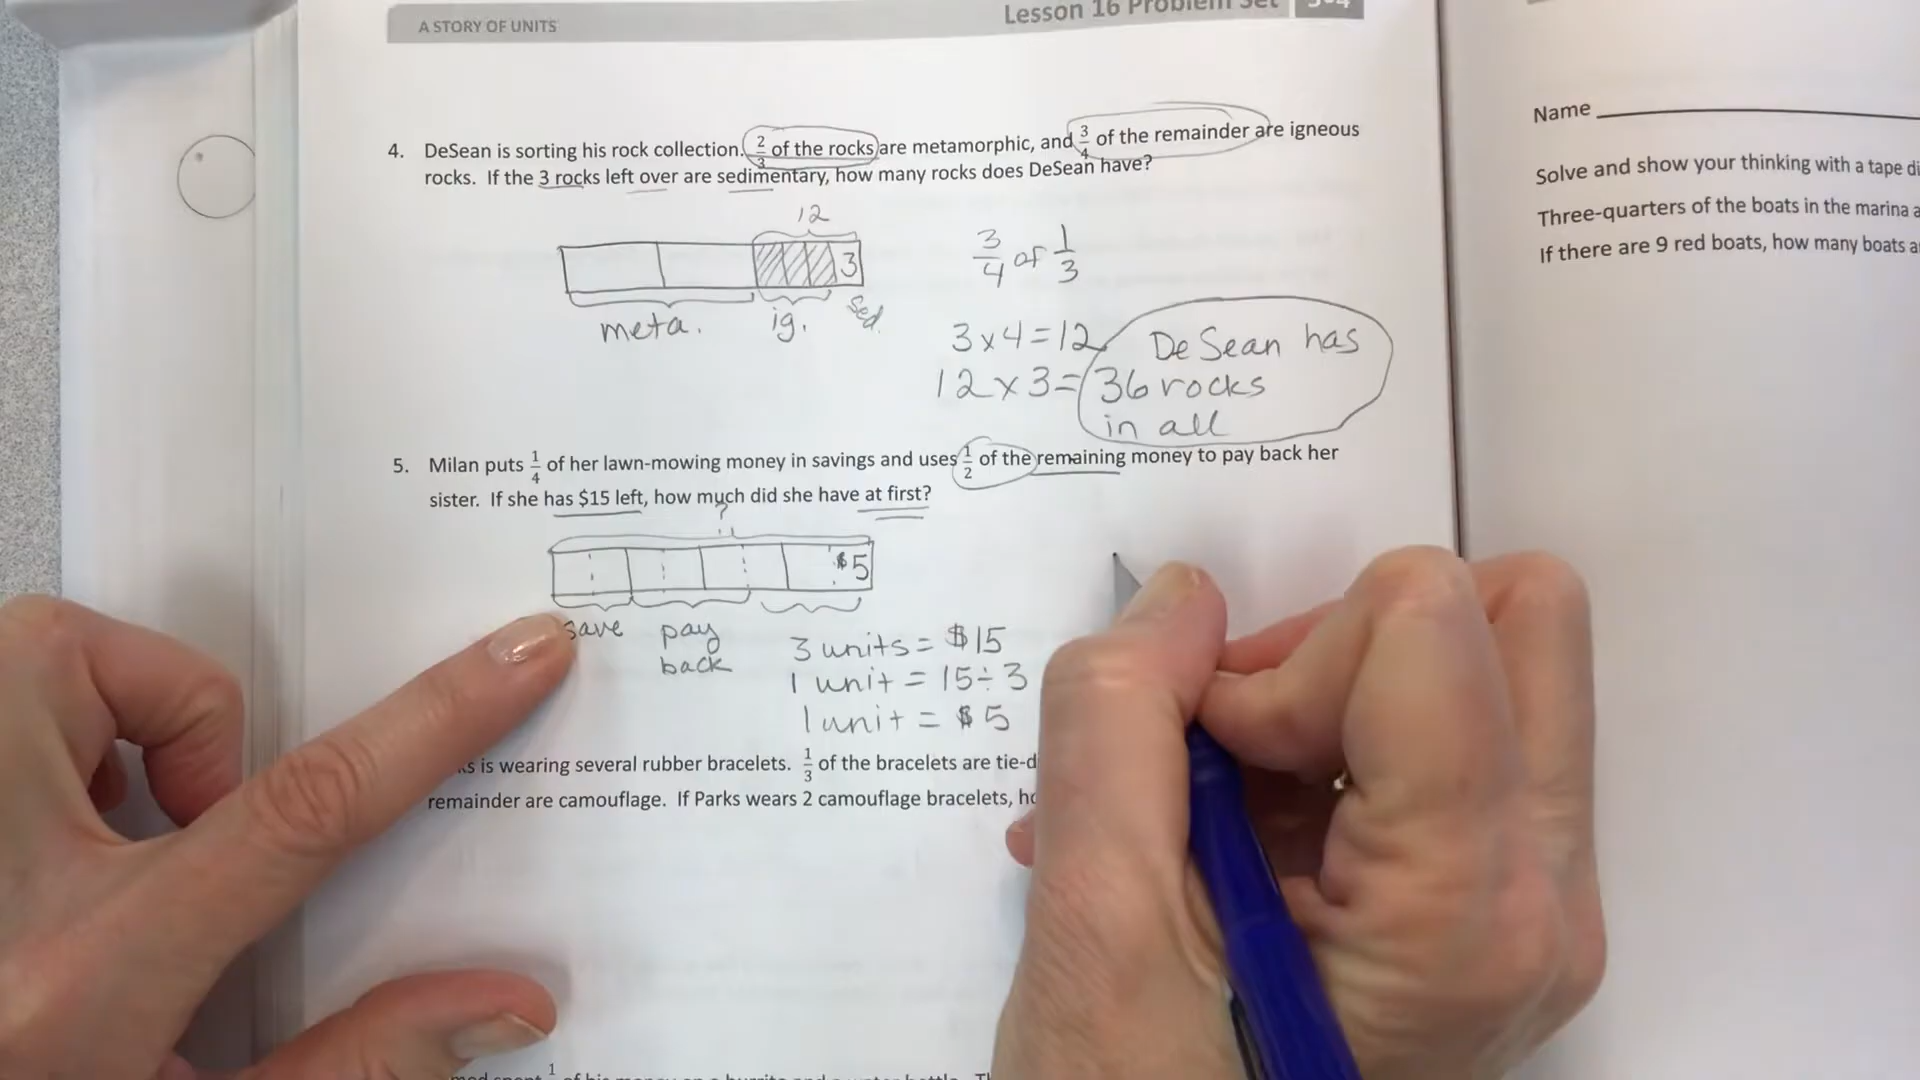 A STORY OF UNITS
Lesson 16 Problem Set
4. DeSean is sorting his rock collection. 2/3 of the rocks are metamorphic, and 3/4 of the remainder are igneous
rocks. If the 3 rocks left over are sedimentary, how many rocks does DeSean have?
12
3
meta. ig. sed.
3/4 of 1/3
3 x 4 = 12
12 x 3 = 36 rocks
DeSean has
in all
5. Milan puts 1/4 of her lawn-mowing money in savings and uses 1/2 of the remaining money to pay back her
sister. If she has $15 left, how much did she have at first?
?
$5
save pay
back
3 units = $15
1 unit = 15 ÷ 3
1 unit = $5
is wearing several rubber bracelets. 1/3 of the bracelets are tie-d
remainder are camouflage. If Parks wears 2 camouflage bracelets,
Name
Solve and show your thinking with a tape di
Three-quarters of the boats in the marina a
If there are 9 red boats, how many boats a